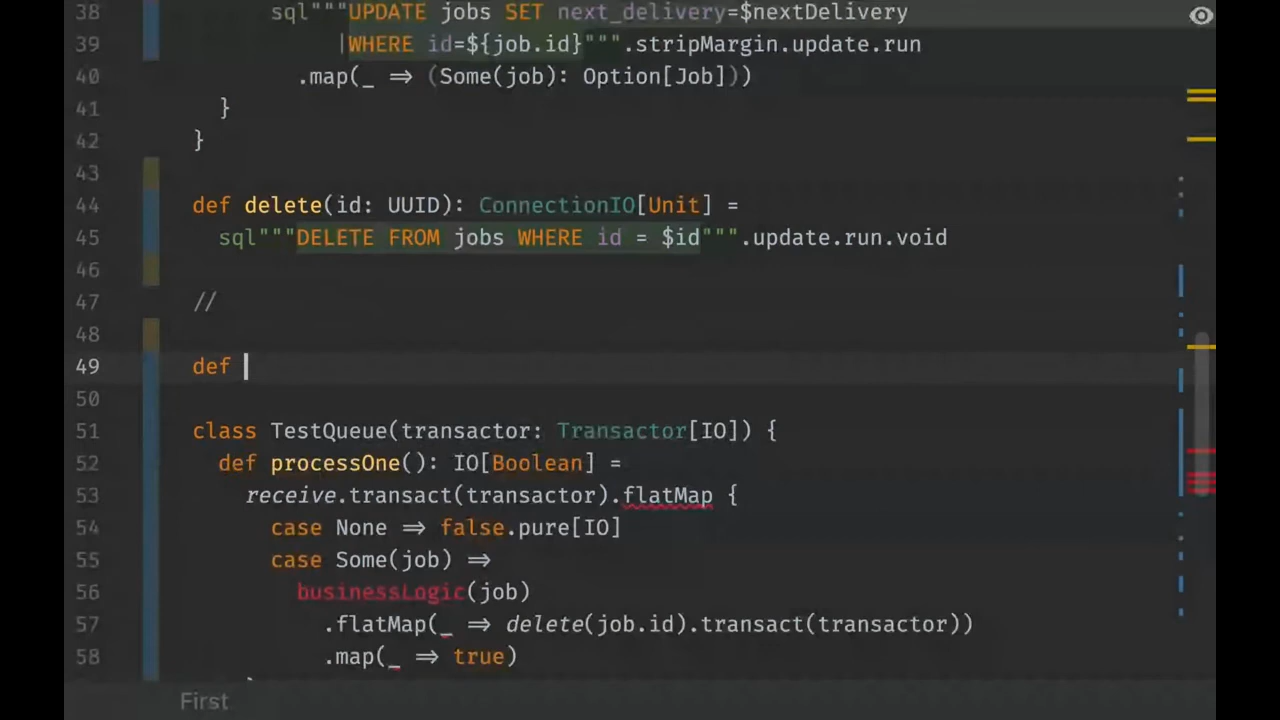 38 sql"""UPDATE jobs SET next_delivery=$nextDelivery
39 |WHERE id=${job.id}""".stripMargin.update.run
40 .map(_ ⇒ (Some(job): Option[Job]))
41 }
42 }
43
44 def delete(id: UUID): ConnectionIO[Unit] =
45 sql"""DELETE FROM jobs WHERE id = $id""".update.run.void
46
47 //
48
49 def
50
51 class TestQueue(transactor: Transactor[IO]) {
52 def processOne(): IO[Boolean] =
53 receive.transact(transactor).flatMap {
54 case None ⇒ false.pure[IO]
55 case Some(job) ⇒
56 businessLogic(job)
57 .flatMap(_ ⇒ delete(job.id).transact(transactor))
58 .map(_ ⇒ true)
First